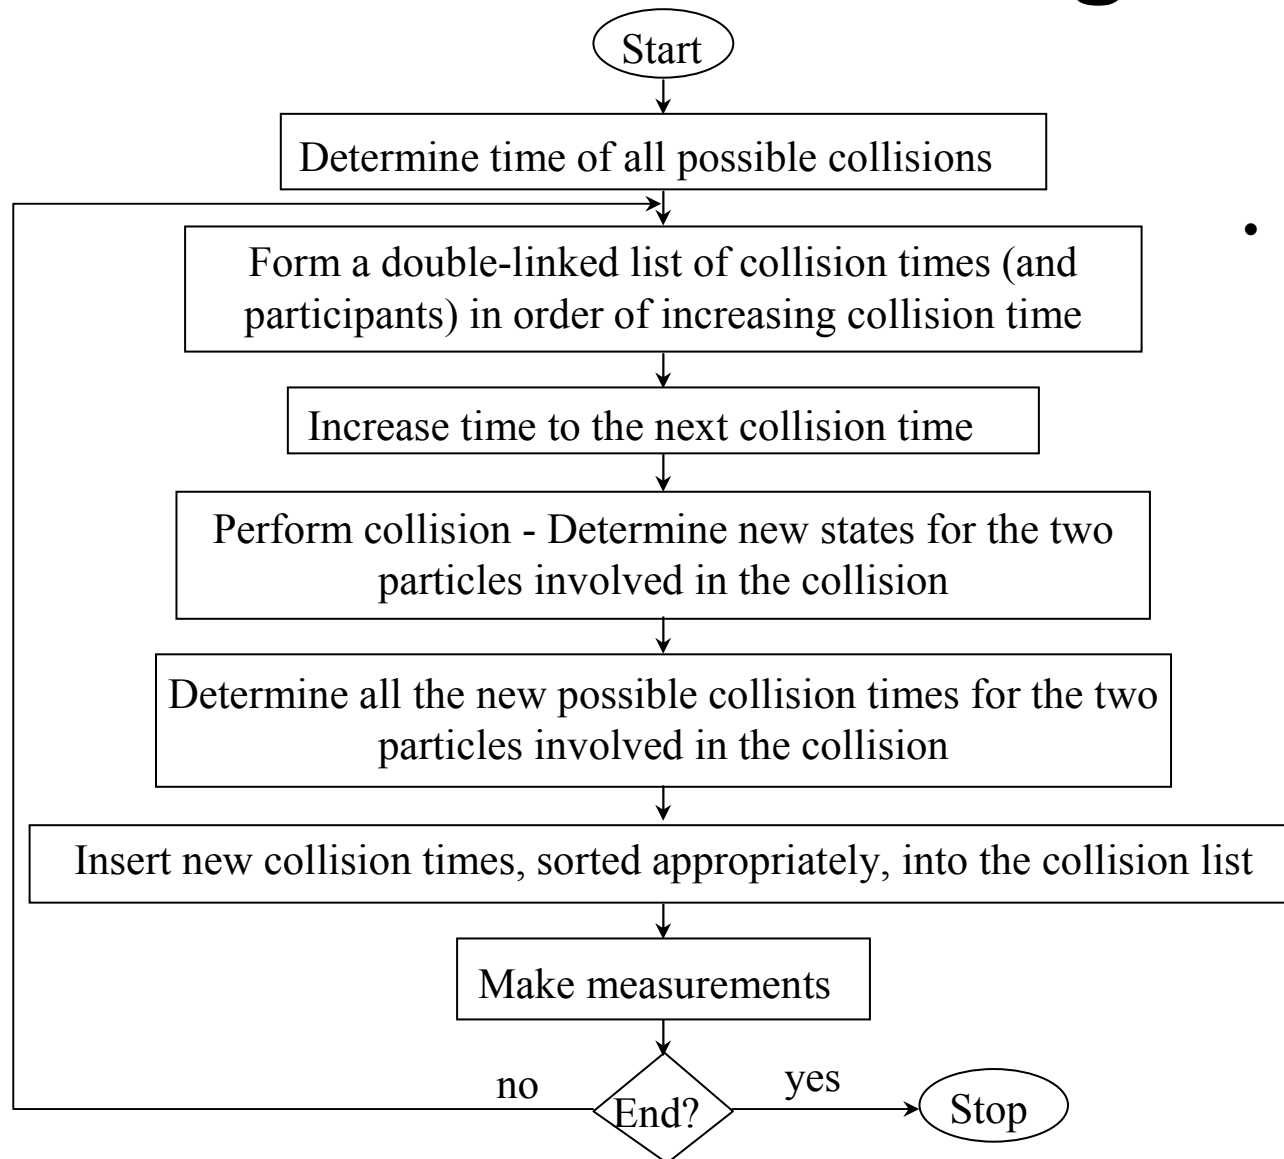 Start
Determine time of all possible collisions
Form a double-linked list of collision times (and
participants) in order of increasing collision time
Increase time to the next collision time
Perform collision - Determine new states for the two
particles involved in the collision
Determine all the new possible collision times for the two
particles involved in the collision
Insert new collision times, sorted appropriately, into the collision list
Make measurements
no
End?
yes
Stop